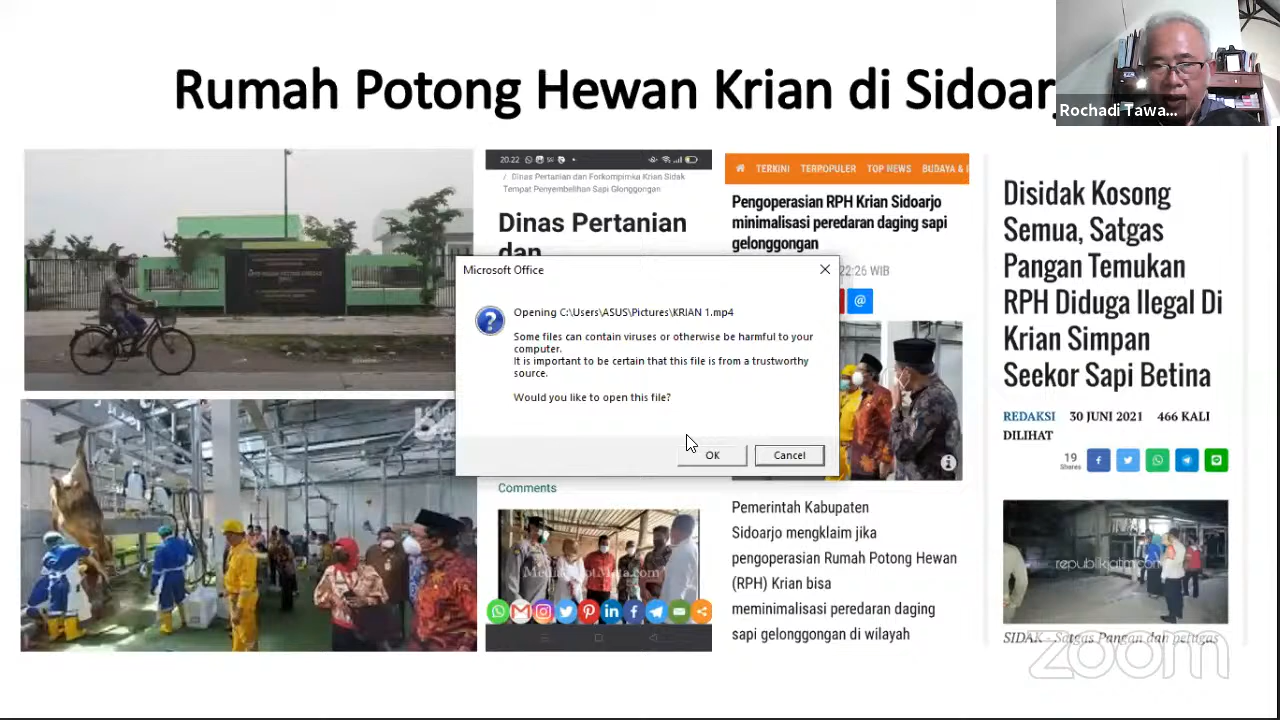 Rumah Potong Hewan Krian di Sidoarj
Rochadi Tawa...
20.22
/ Dinas Pertanian dan Forkompimka Krian Sidak
Tempat Penyembelihan Sapi Glonggongan
Dinas Pertanian
dan
Comments
TERKINI TERPOPULER TOP NEWS BUDAYA &
Pengoperasian RPH Krian Sidoarjo
minimalisasi peredaran daging sapi
gelonggongan
22:26 WIB
Pemerintah Kabupaten
Sidoarjo mengklaim jika
pengoperasian Rumah Potong Hewan
(RPH) Krian bisa
meminimalisasi peredaran daging
sapi gelonggongan di wilayah
Microsoft Office
Opening C:\Users\ASUS\Pictures\KRIAN 1.mp4
Some files can contain viruses or otherwise be harmful to your
computer.
It is important to be certain that this file is from a trustworthy
source.
Would you like to open this file?
OK Cancel
Disidak Kosong
Semua, Satgas
Pangan Temukan
RPH Diduga Ilegal Di
Krian Simpan
Seekor Sapi Betina
REDAKSI 30 JUNI 2021 466 KALI
DILIHAT
19
Shares
republikjatim.com
SIDAK - Satgas Pangan dan petugas
zoom